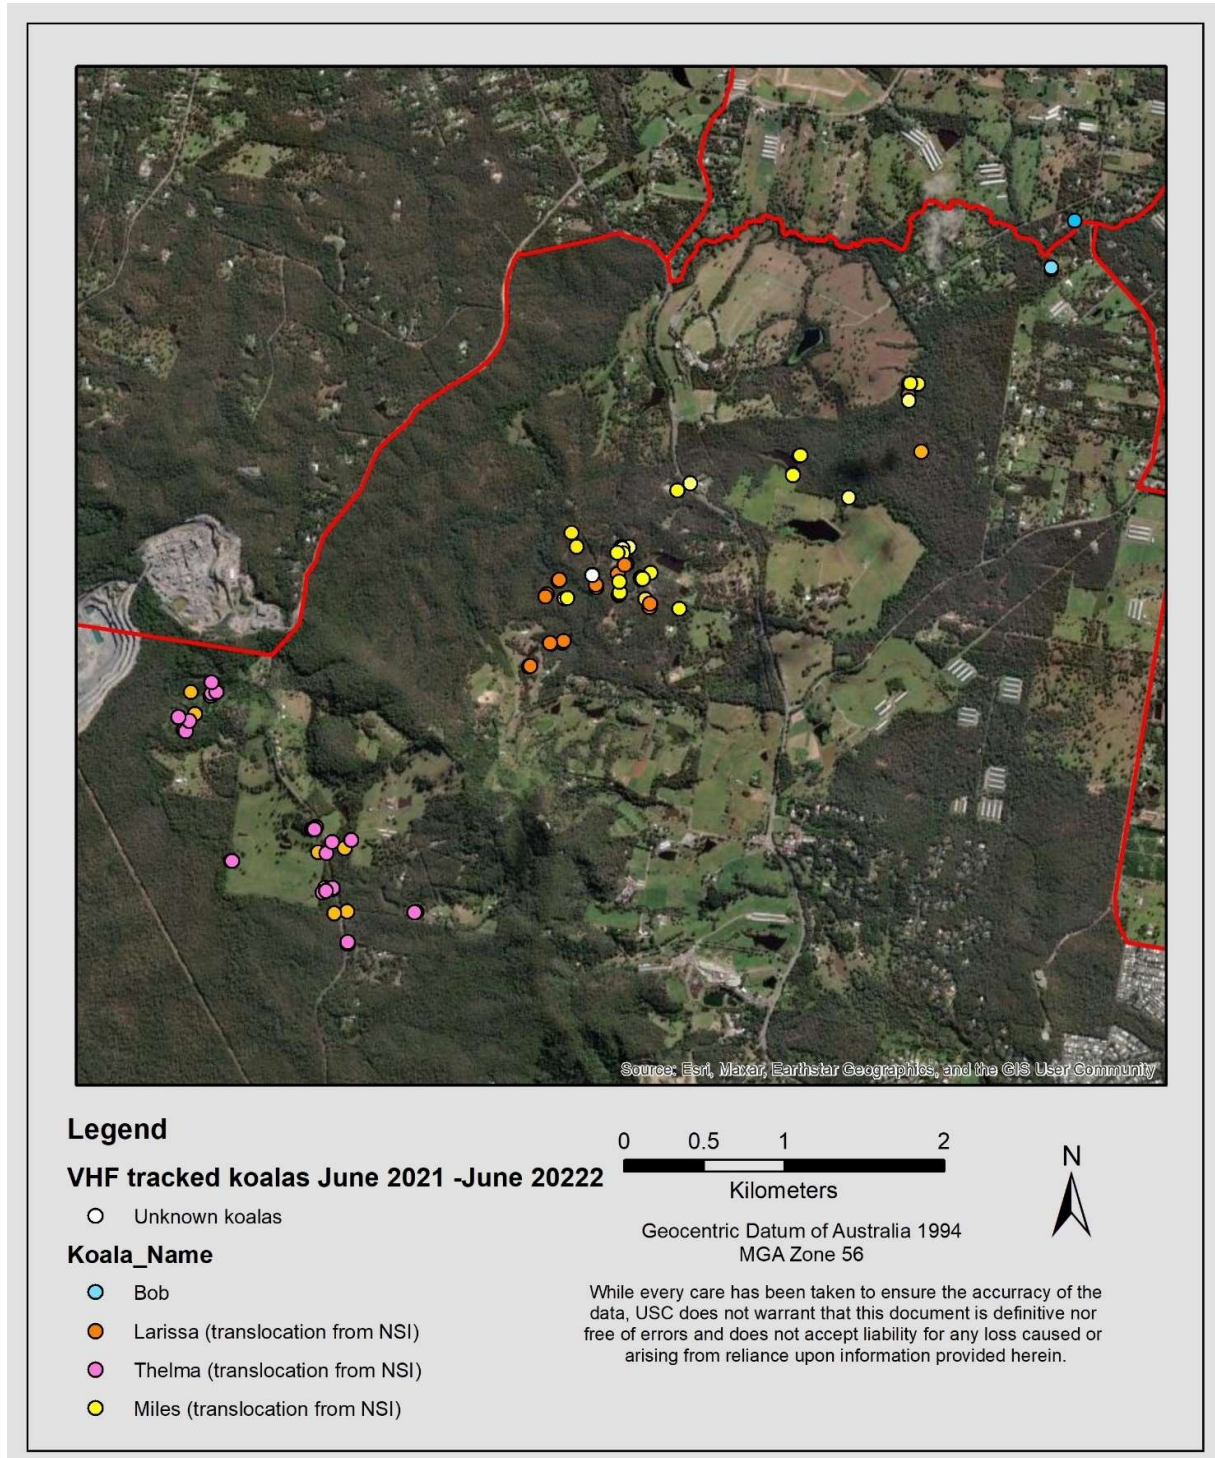 Source: Esri, Maxar, Earthstar Geographics, and the GIS User Community
Legend
VHF tracked koalas June 2021 -June 20222
Unknown koalas
Koala_Name
Bob
Larissa (translocation from NSI)
Thelma (translocation from NSI)
Miles (translocation from NSI)
0 0.5 1 2
Kilometers
Geocentric Datum of Australia 1994
MGA Zone 56
While every care has been taken to ensure the accurracy of the
data, USC does not warrant that this document is definitive nor
free of errors and does not accept liability for any loss caused or
arising from reliance upon information provided herein.
N